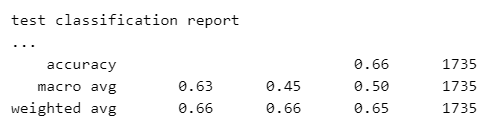 test classification report
...
accuracy 0.66 1735
macro avg 0.63 0.45 0.50 1735
weighted avg 0.66 0.66 0.65 1735